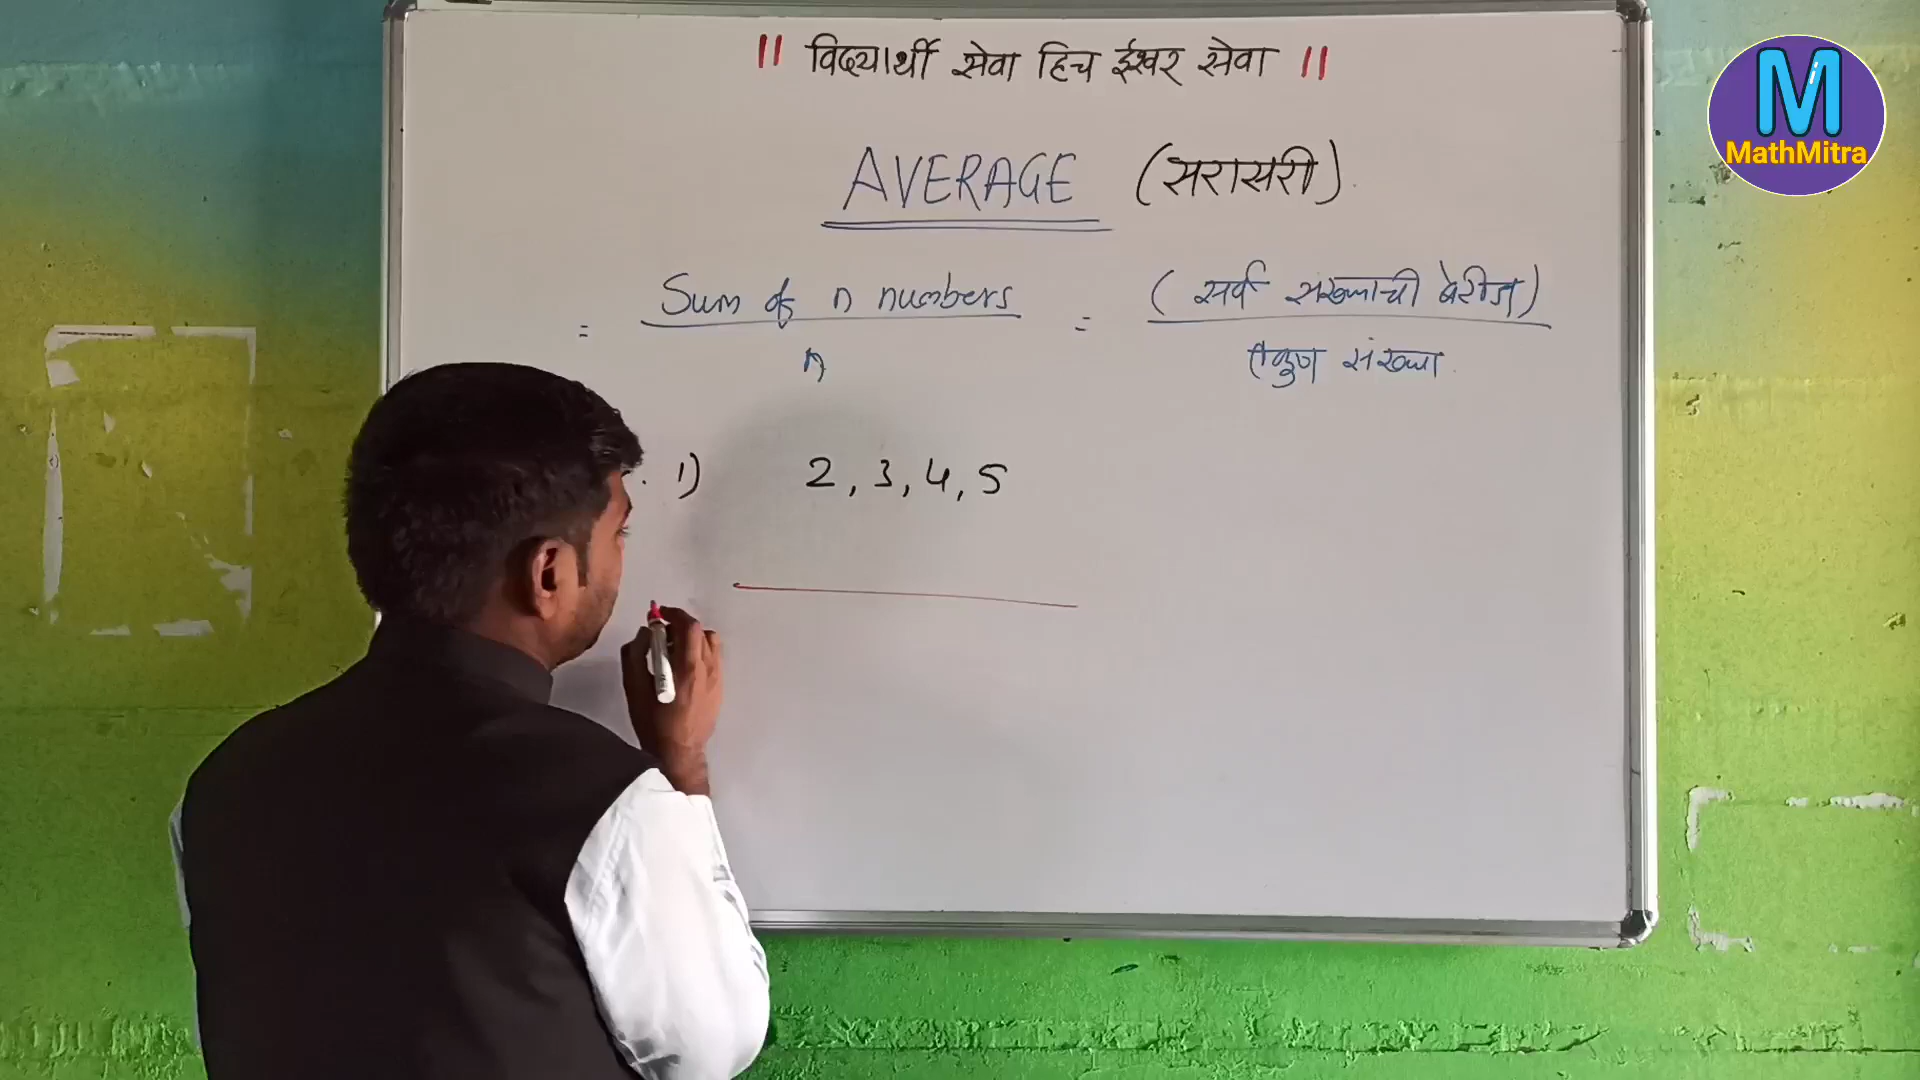 || विद्यार्थी सेवा हिच ईश्वर सेवा ||
M
MathMitra
AVERAGE (सरासरी)
= Sum of n numbers / n = (सर्व संख्याची बेरीज) / एकुण संख्या
1) 2, 3, 4, 5